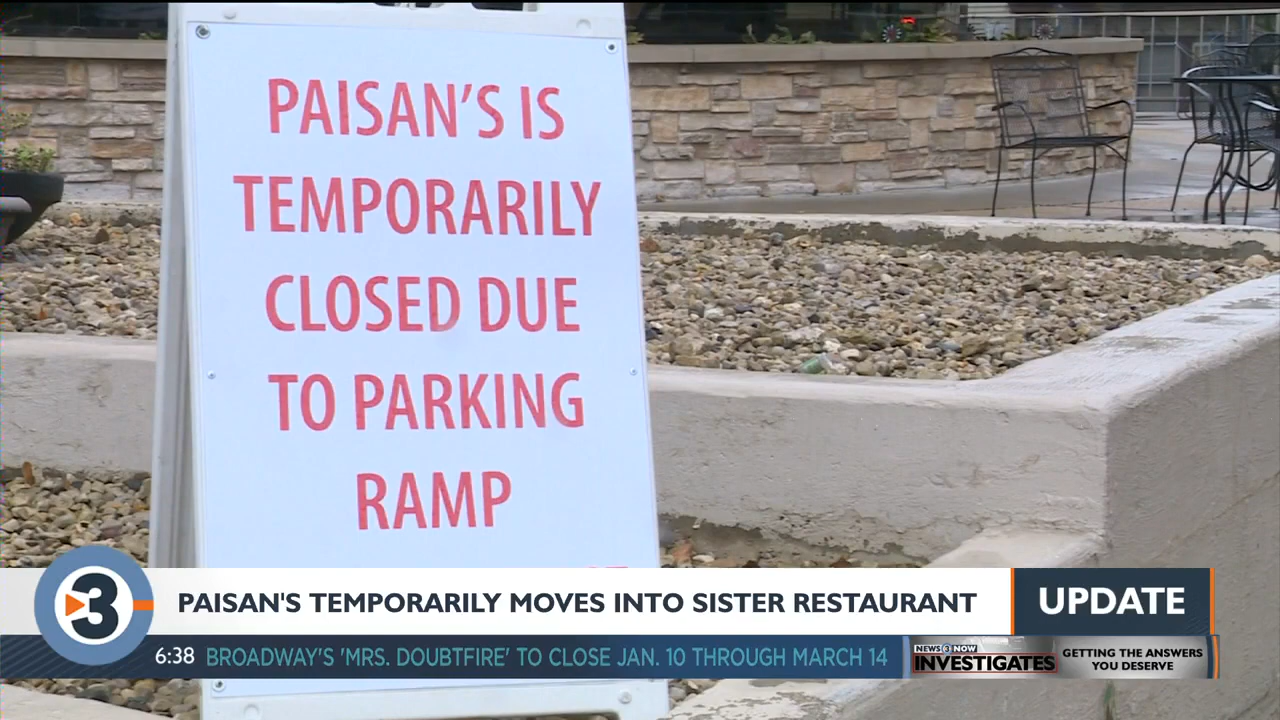 PAISAN'S IS
TEMPORARILY
CLOSED DUE
TO PARKING
RAMP
3
PAISAN'S TEMPORARILY MOVES INTO SISTER RESTAURANT
UPDATE
6:38
BROADWAY'S 'MRS. DOUBTFIRE' TO CLOSE JAN. 10 THROUGH MARCH 14
NEWS 3 NOW
INVESTIGATES
GETTING THE ANSWERS
YOU DESERVE